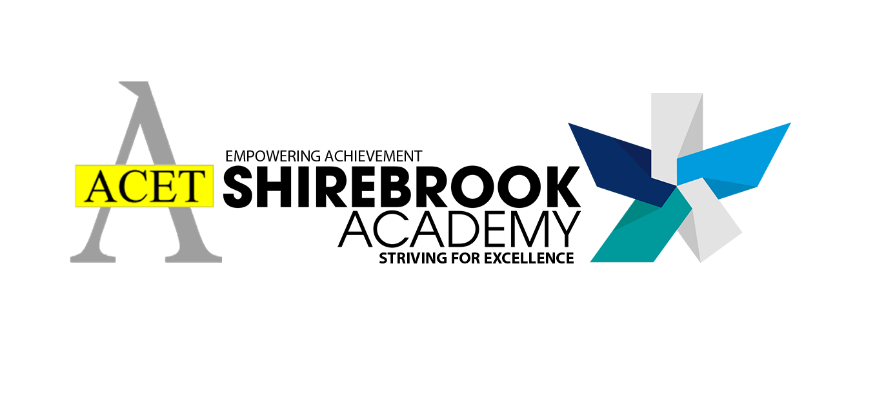 ACET
EMPOWERING ACHIEVEMENT
SHIREBROOK
ACADEMY
STRIVING FOR EXCELLENCE